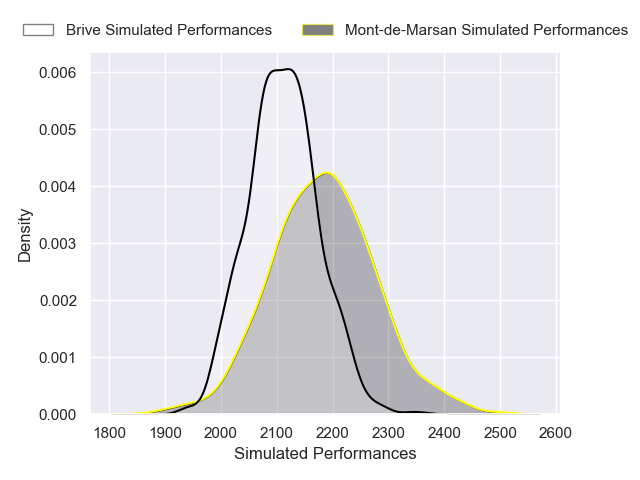 Brive Simulated Performances
Mont-de-Marsan Simulated Performances
0.006
0.005
0.004
0.003
0.002
0.001
0.000
Density
1800 1900 2000 2100 2200 2300 2400 2500 2600
Simulated Performances